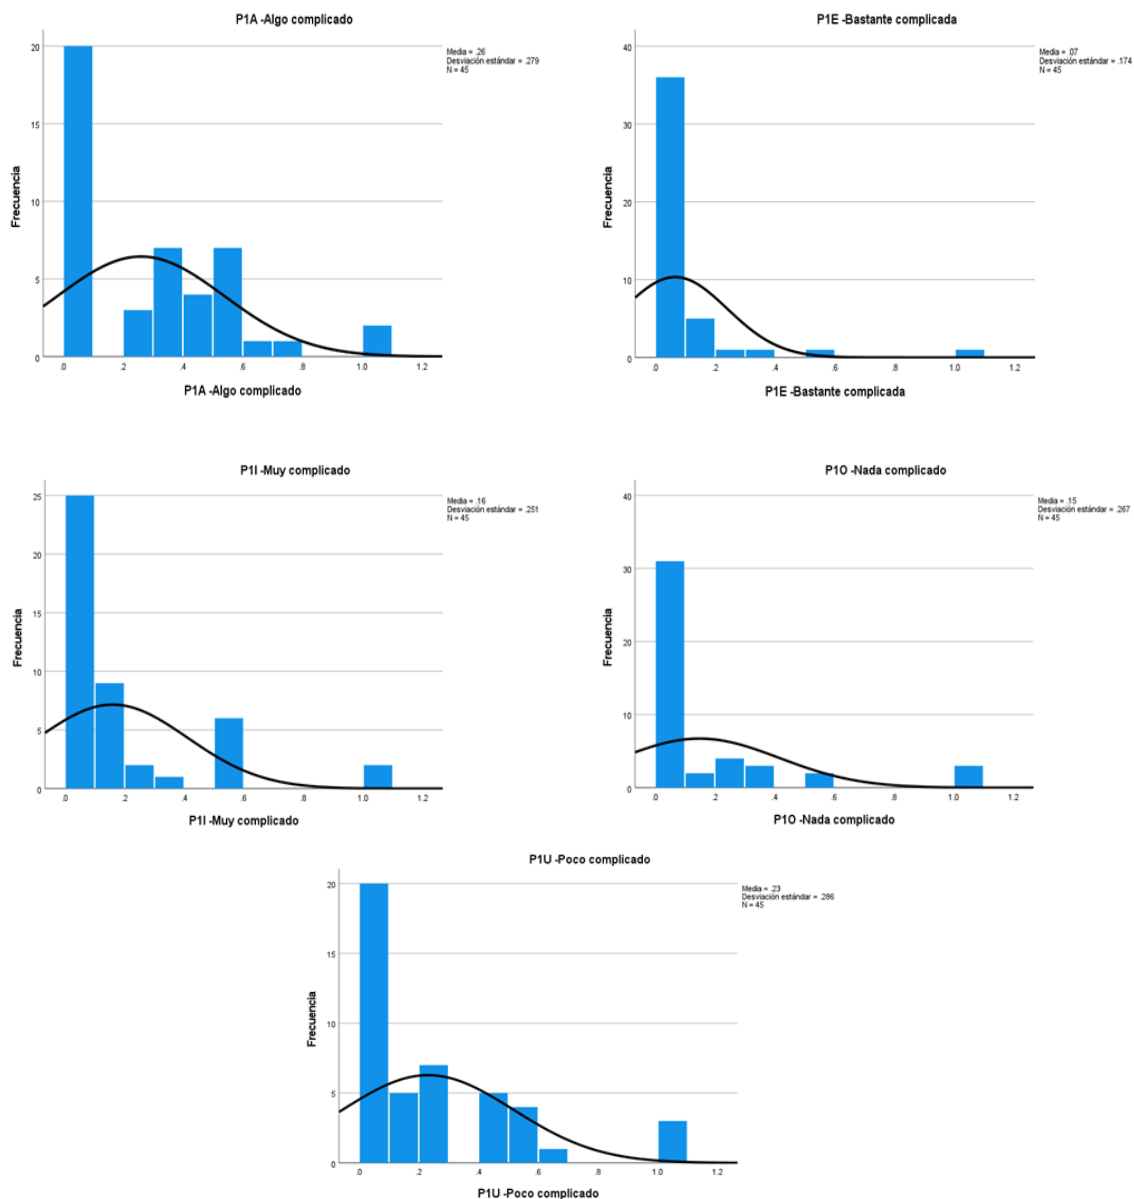 P1A -Algo complicado
Media = .26
Desviación estándar = .279
N = 45
Frecuencia
20
15
10
5
0
.0 .2 .4 .6 .8 1.0 1.2
P1A -Algo complicado
P1E -Bastante complicada
Media = .07
Desviación estándar = .174
N = 45
Frecuencia
40
30
20
10
0
.0 .2 .4 .6 .8 1.0 1.2
P1E -Bastante complicada
P1I -Muy complicado
Media = .16
Desviación estándar = .251
N = 45
Frecuencia
25
20
15
10
5
0
.0 .2 .4 .6 .8 1.0 1.2
P1I -Muy complicado
P1O -Nada complicado
Media = .15
Desviación estándar = .267
N = 45
Frecuencia
40
30
20
10
0
.0 .2 .4 .6 .8 1.0 1.2
P1O -Nada complicado
P1U -Poco complicado
Media = .23
Desviación estándar = .286
N = 45
Frecuencia
20
15
10
5
0
.0 .2 .4 .6 .8 1.0 1.2
P1U -Poco complicado